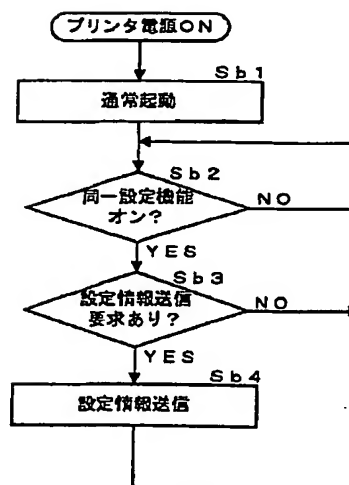 プリンタ電源ON
Sb1
通常起動
Sb2
同一設定機能
オン?
NO
YES
Sb3
設定情報送信
要求あり?
NO
YES
Sb4
設定情報送信